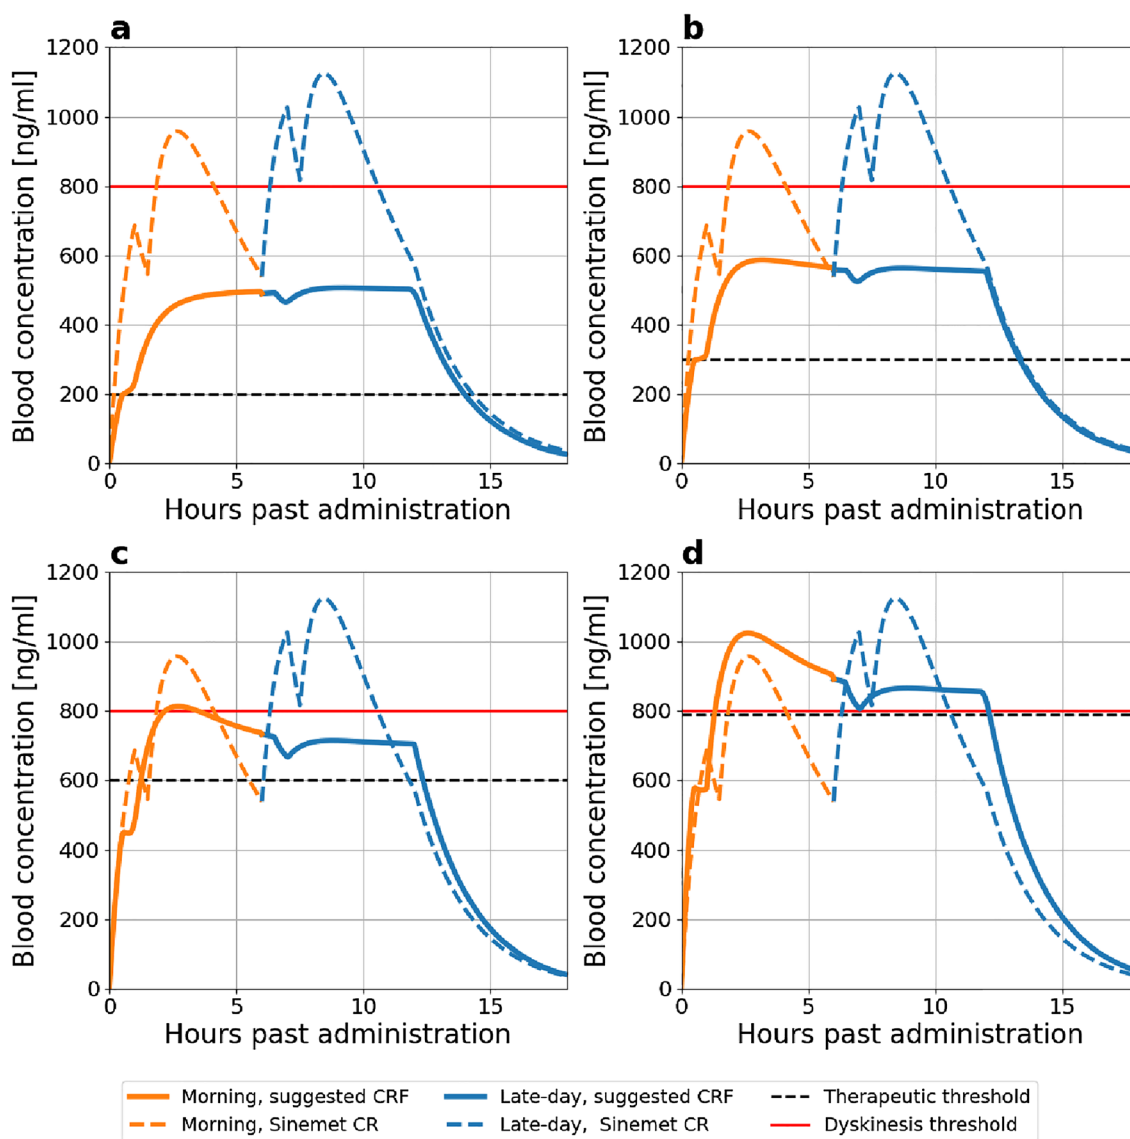 a
1200
1000
800
600
400
200
0
0 5 10 15
Blood concentration [ng/ml]
Hours past administration
b
1200
1000
800
600
400
200
0
0 5 10 15
Blood concentration [ng/ml]
Hours past administration
c
1200
1000
800
600
400
200
0
0 5 10 15
Blood concentration [ng/ml]
Hours past administration
d
1200
1000
800
600
400
200
0
0 5 10 15
Blood concentration [ng/ml]
Hours past administration
Morning, suggested CRF
Morning, Sinemet CR
Late-day, suggested CRF
Late-day, Sinemet CR
Therapeutic threshold
Dyskinesis threshold